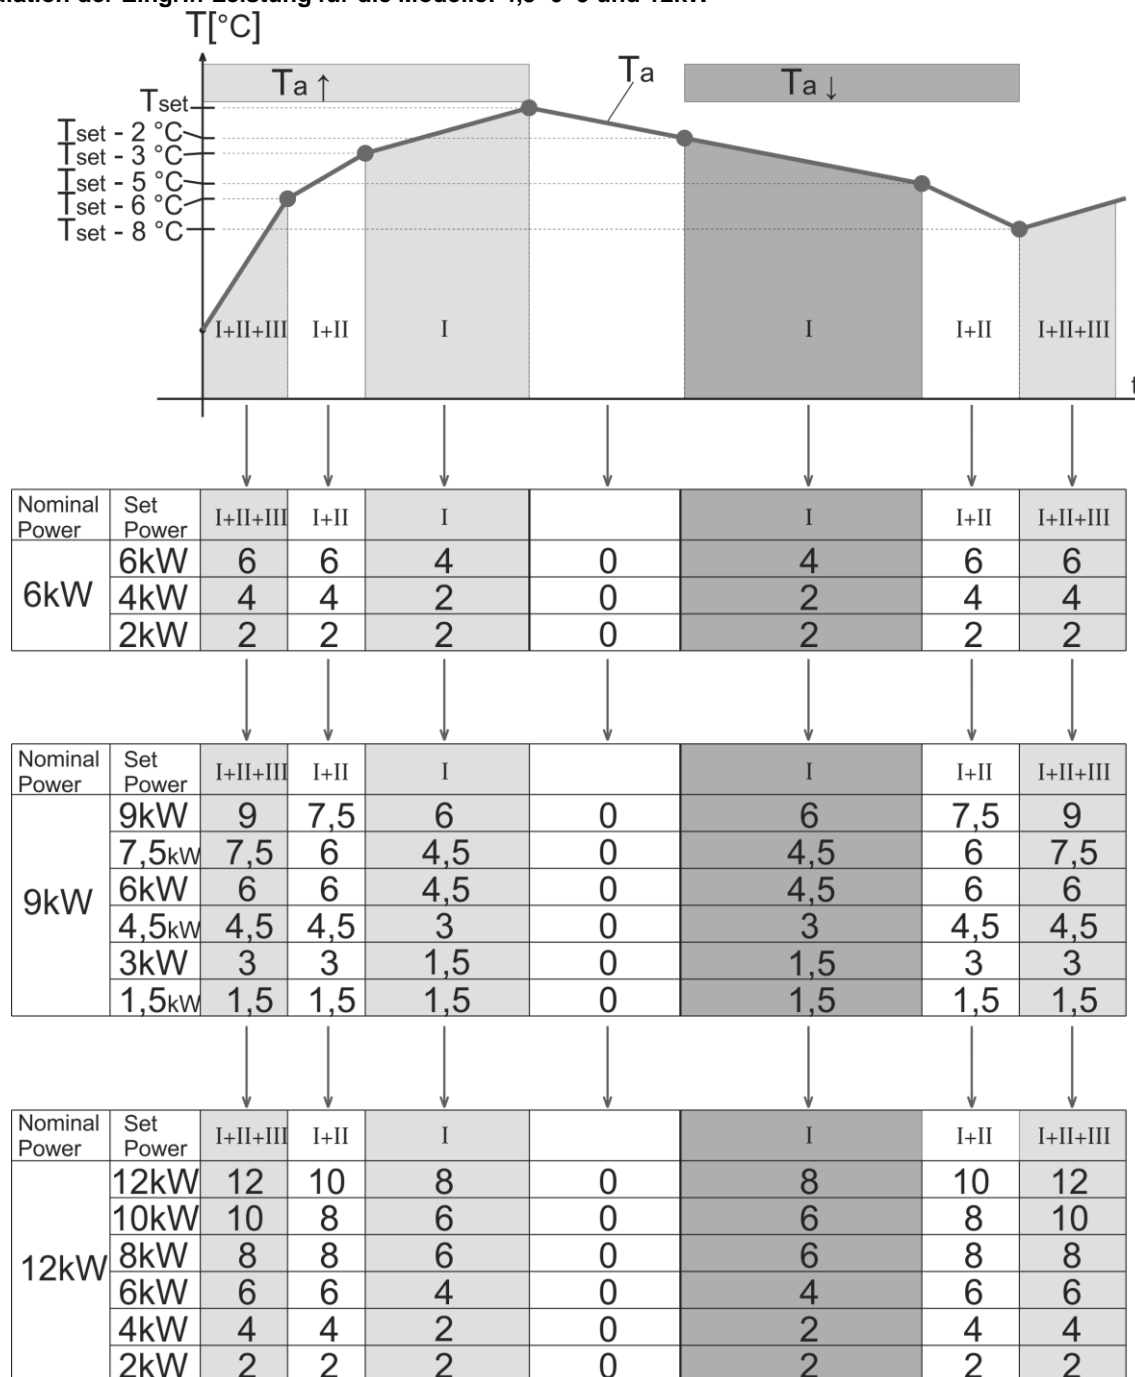 der Eingriff-Leistung für die Modelle:
T[°C]
Ta ↑
Ta
Ta ↓
Tset
Tset - 2 °C
Tset - 3 °C
Tset - 5 °C
Tset - 6 °C
Tset - 8 °C
I+II+III I+II I I I+II I+II+III
t
Nominal Power Set Power I+II+III I+II I I I+II I+II+III
6kW
6kW 6 6 4 0 4 6 6
4kW 4 4 2 0 2 4 4
2kW 2 2 2 0 2 2 2
Nominal Power Set Power I+II+III I+II I I I+II I+II+III
9kW
9kW 9 7,5 6 0 6 7,5 9
7,5kW 7,5 6 4,5 0 4,5 6 7,5
6kW 6 6 4,5 0 4,5 6 6
4,5kW 4,5 4,5 3 0 3 4,5 4,5
3kW 3 3 1,5 0 1,5 3 3
1,5kW 1,5 1,5 1,5 0 1,5 1,5 1,5
Nominal Power Set Power I+II+III I+II I I I+II I+II+III
12kW
12kW 12 10 8 0 8 10 12
10kW 10 8 6 0 6 8 10
8kW 8 8 6 0 6 8 8
6kW 6 6 4 0 4 6 6
4kW 4 4 2 0 2 4 4
2kW 2 2 2 0 2 2 2